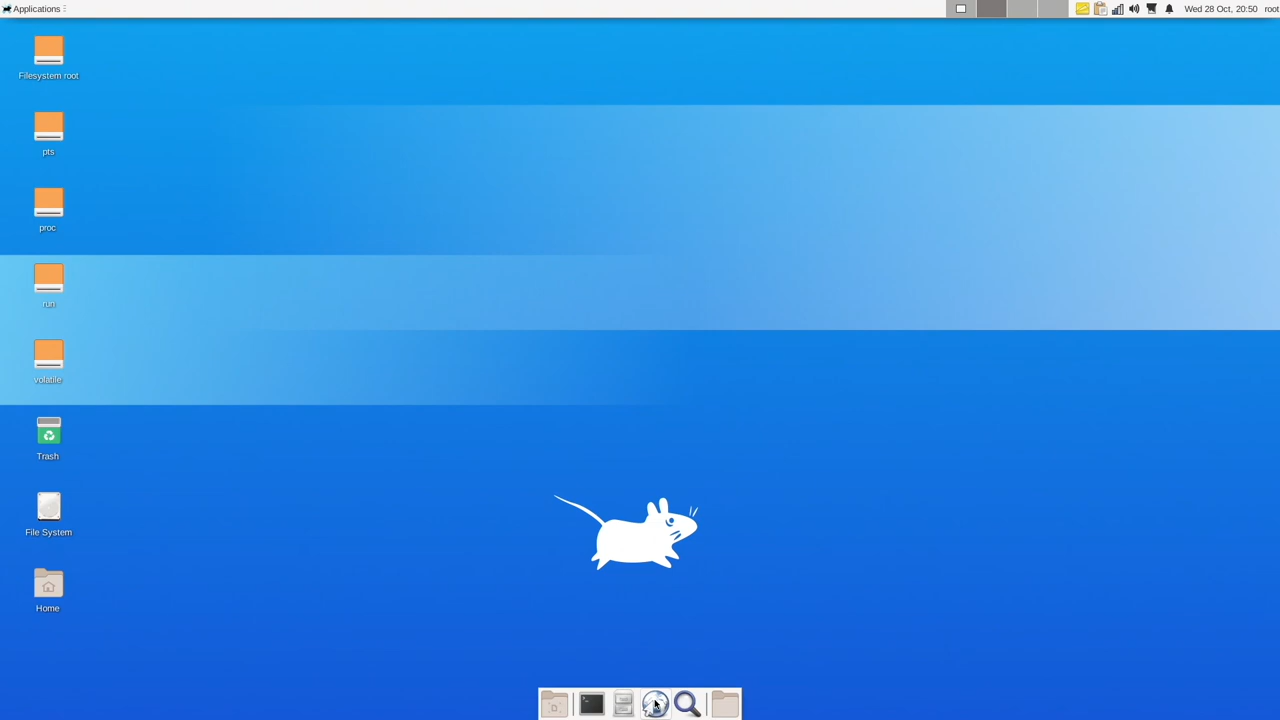 Applications
Wed 28 Oct, 20:50
root
Filesystem root
pts
proc
run
volatile
Trash
File System
Home